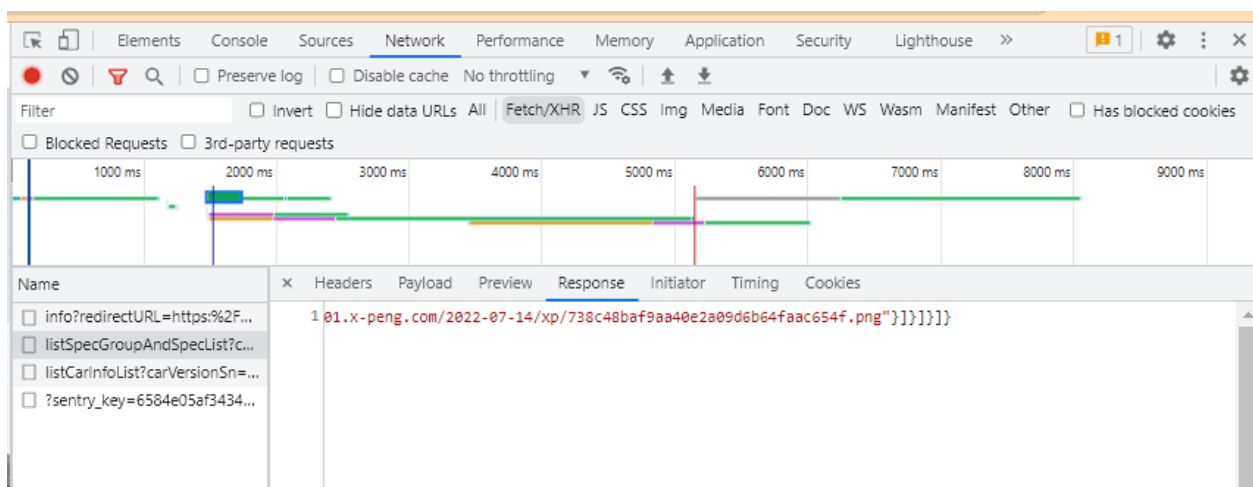 Elements Console Sources Network Performance Memory Application Security Lighthouse » 1
Preserve log Disable cache No throttling
Filter Invert Hide data URLs All Fetch/XHR JS CSS Img Media Font Doc WS Wasm Manifest Other Has blocked cookies
Blocked Requests 3rd-party requests
1000 ms 2000 ms 3000 ms 4000 ms 5000 ms 6000 ms 7000 ms 8000 ms 9000 ms
Name × Headers Payload Preview Response Initiator Timing Cookies
info?redirectURL=https:%2F...
1 01.x-peng.com/2022-07-14/xp/738c48baf9aa40e2a09d6b64faac654f.png"}]}]}]}
listSpecGroupAndSpecList?c...
listCarInfoList?carVersionSn=...
?sentry_key=6584e05af3434...